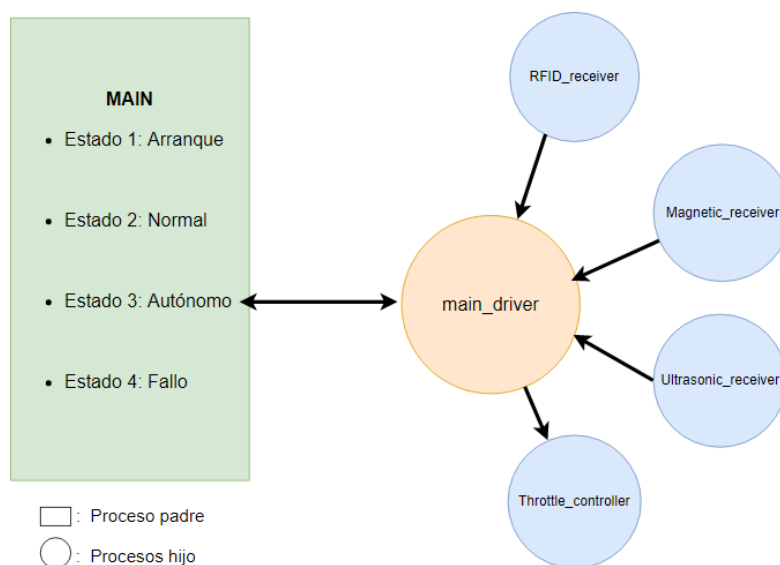 MAIN
• Estado 1: Arranque
• Estado 2: Normal
• Estado 3: Autónomo
• Estado 4: Fallo
RFID_receiver
Magnetic_receiver
main_driver
Ultrasonic_receiver
Throttle_controller
: Proceso padre
: Procesos hijo